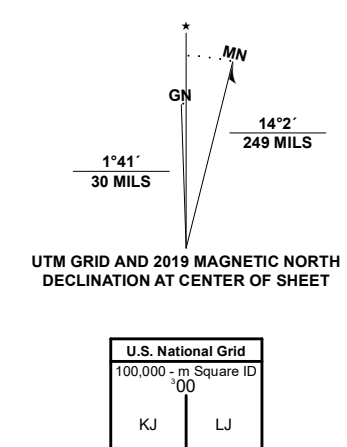 ★
MN
GN
14°2´
249 MILS
1°41´
30 MILS
UTM GRID AND 2019 MAGNETIC NORTH
DECLINATION AT CENTER OF SHEET
U.S. National Grid
100,000 - m Square ID
³00
KJ LJ